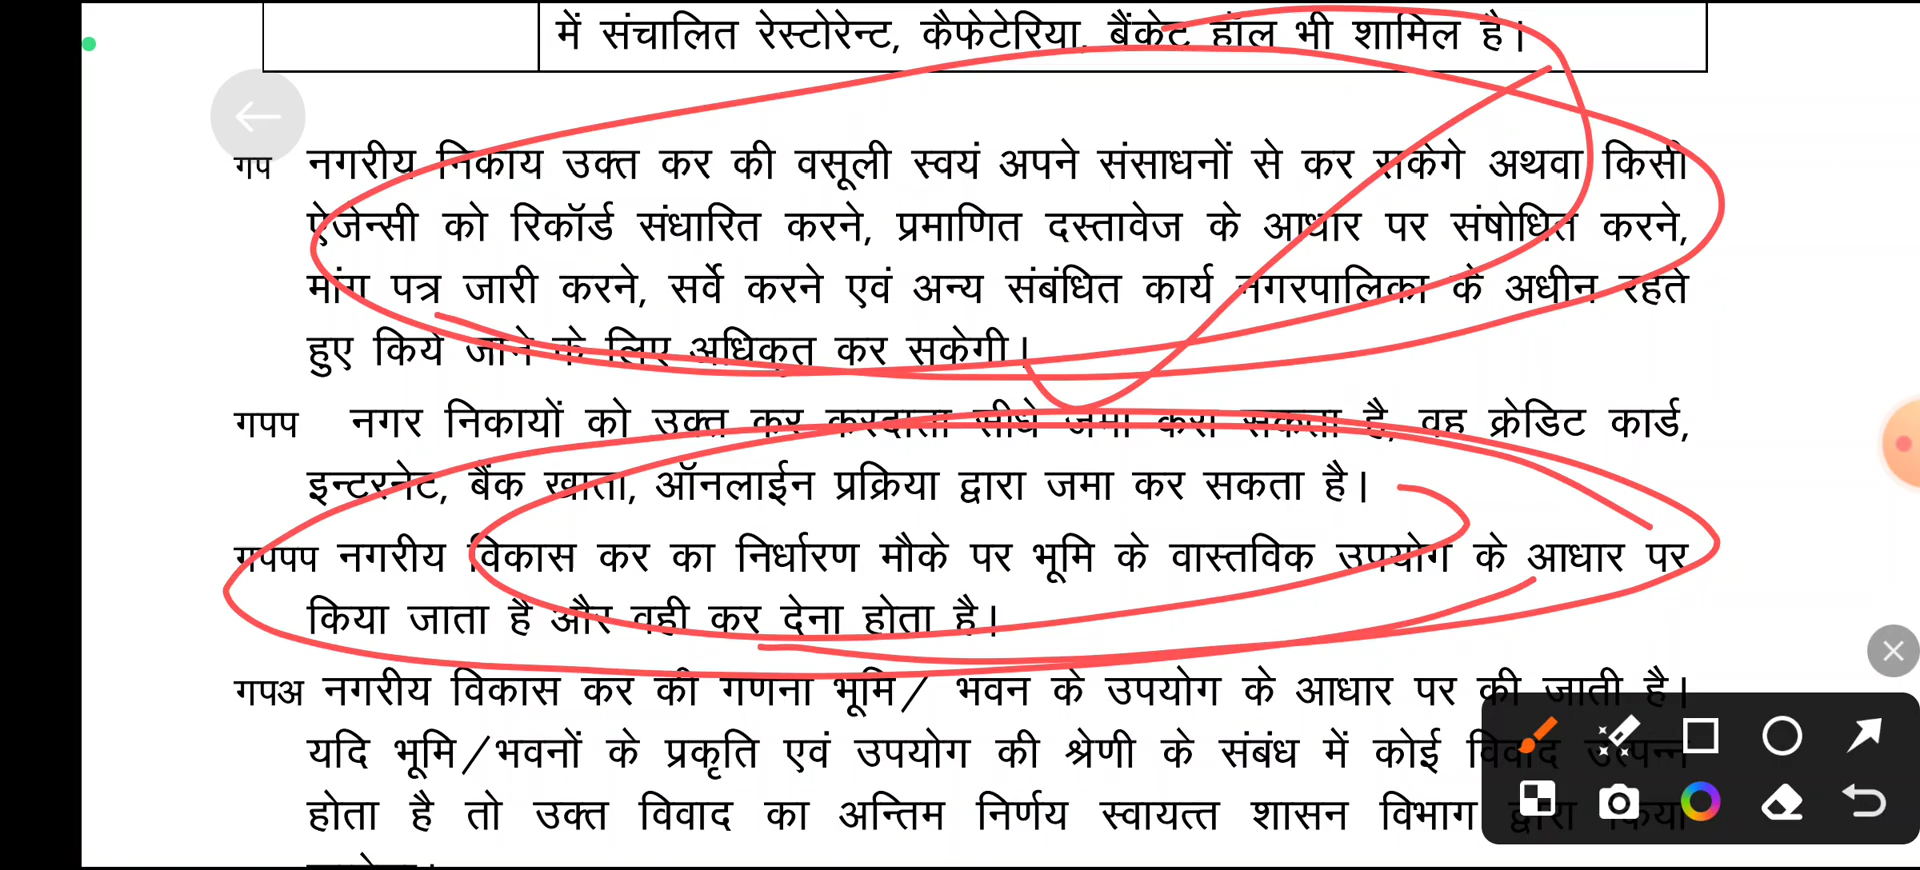 में संचालित रेस्टोरेन्ट, कैफेटेरिया, बैंकेट हॉल भी शामिल है।
गप नगरीय निकाय उक्त कर की वसूली स्वयं अपने संसाधनों से कर सकेगे अथवा किसी
ऐजेन्सी को रिकॉर्ड संधारित करने, प्रमाणित दस्तावेज के आधार पर संषोधित करने,
मांग पत्र जारी करने, सर्वे करने एवं अन्य संबंधित कार्य नगरपालिका के अधीन रहते
हुए किये जाने के लिए अधिकृत कर सकेगी।
गपप नगर निकायों को उक्त कर करदाता सीधे जमा करा सकता है, वह क्रेडिट कार्ड,
इन्टरनेट, बैंक खाता, ऑनलाईन प्रक्रिया द्वारा जमा कर सकता है।
गपपप नगरीय विकास कर का निर्धारण मौके पर भूमि के वास्तविक उपयोग के आधार पर
किया जाता है और वही कर देना होता है।
गपअ नगरीय विकास कर की गणना भूमि/ भवन के उपयोग के आधार पर की जाती है।
यदि भूमि/भवनों के प्रकृति एवं उपयोग की श्रेणी के संबंध में कोई विवाद उत्पन्न
होता है तो उक्त विवाद का अन्तिम निर्णय स्वायत्त शासन विभाग द्वारा किया